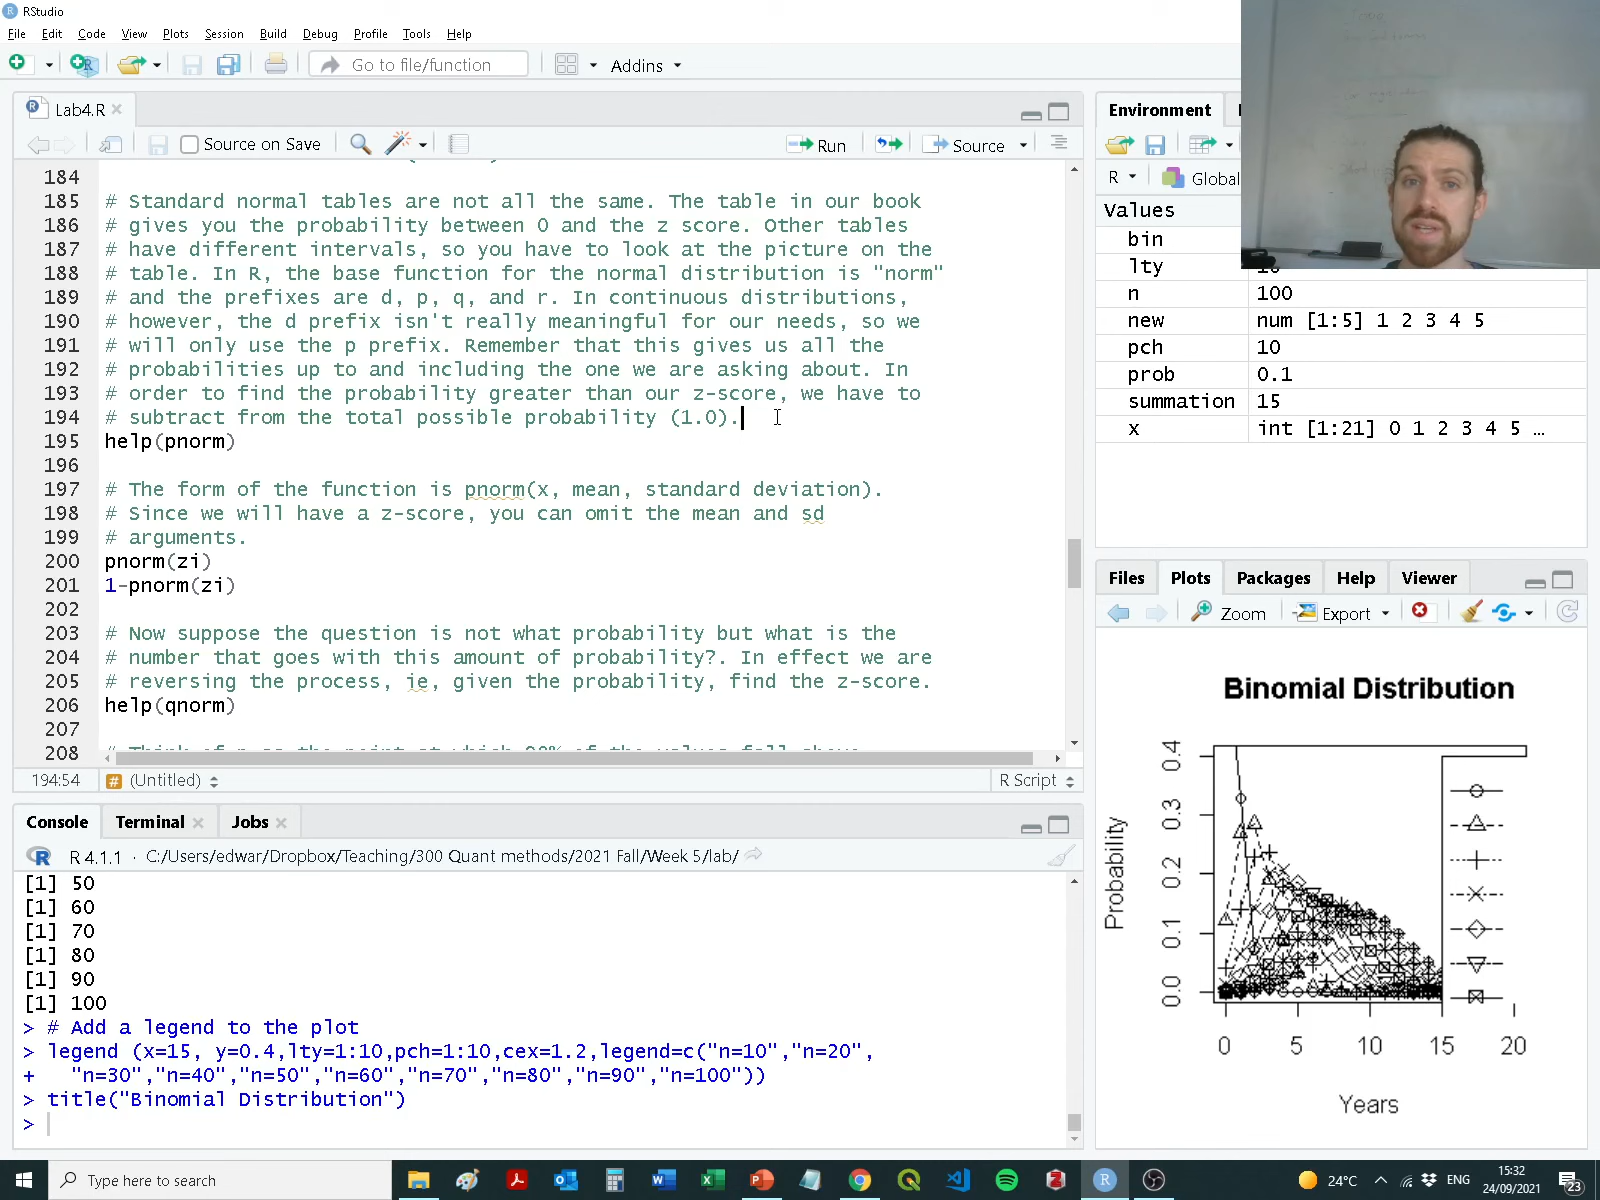 RStudio
File Edit Code View Plots Session Build Debug Profile Tools Help
Go to file/function Addins
Lab4.R
Source on Save Run Source
184
185 # Standard normal tables are not all the same. The table in our book
186 # gives you the probability between 0 and the z score. Other tables
187 # have different intervals, so you have to look at the picture on the
188 # table. In R, the base function for the normal distribution is "norm"
189 # and the prefixes are d, p, q, and r. In continuous distributions,
190 # however, the d prefix isn't really meaningful for our needs, so we
191 # will only use the p prefix. Remember that this gives us all the
192 # probabilities up to and including the one we are asking about. In
193 # order to find the probability greater than our z-score, we have to
194 # subtract from the total possible probability (1.0).
195 help(pnorm)
196
197 # The form of the function is pnorm(x, mean, standard deviation).
198 # Since we will have a z-score, you can omit the mean and sd
199 # arguments.
200 pnorm(zi)
201 1-pnorm(zi)
202
203 # Now suppose the question is not what probability but what is the
204 # number that goes with this amount of probability?. In effect we are
205 # reversing the process, ie, given the probability, find the z-score.
206 help(qnorm)
207
208
194:54 # (Untitled) R Script
Console Terminal Jobs
R 4.1.1 · C:/Users/edwar/Dropbox/Teaching/300 Quant methods/2021 Fall/Week 5/lab/
[1] 50
[1] 60
[1] 70
[1] 80
[1] 90
[1] 100
> # Add a legend to the plot
> legend (x=15, y=0.4,lty=1:10,pch=1:10,cex=1.2,legend=c("n=10","n=20",
+ "n=30","n=40","n=50","n=60","n=70","n=80","n=90","n=100"))
> title("Binomial Distribution")
>
Environment
R Global
Values
bin
lty
n 100
new num [1:5] 1 2 3 4 5
pch 10
prob 0.1
summation 15
x int [1:21] 0 1 2 3 4 5 …
Files Plots Packages Help Viewer
Zoom Export
Binomial Distribution
Probability
0.4
0.3
0.2
0.1
0.0
0 5 10 15 20
Years
Type here to search
24°C ENG 15:32
24/09/2021 23